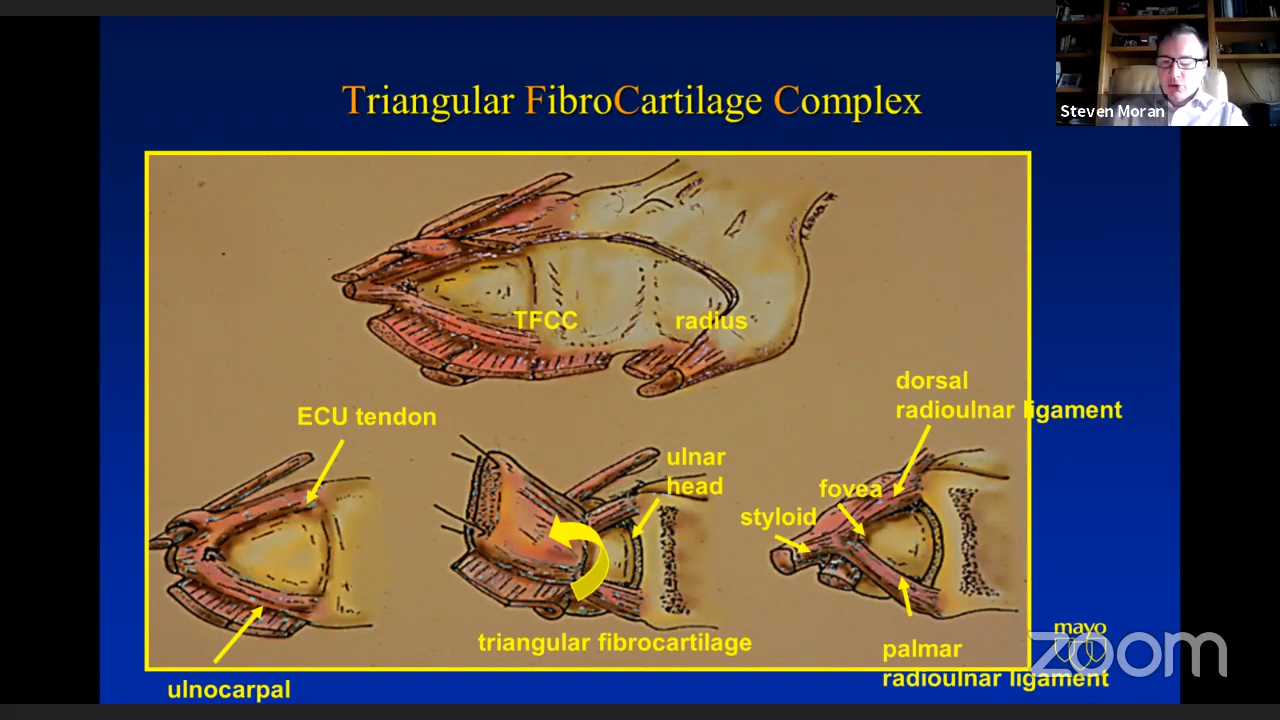 Steven Moran
Triangular FibroCartilage Complex
TFCC
radius
ECU tendon
dorsal
radioulnar ligament
ulnar
head
fovea
styloid
triangular fibrocartilage
palmar
radioulnar ligament
ulnocarpal
mayo
zoom